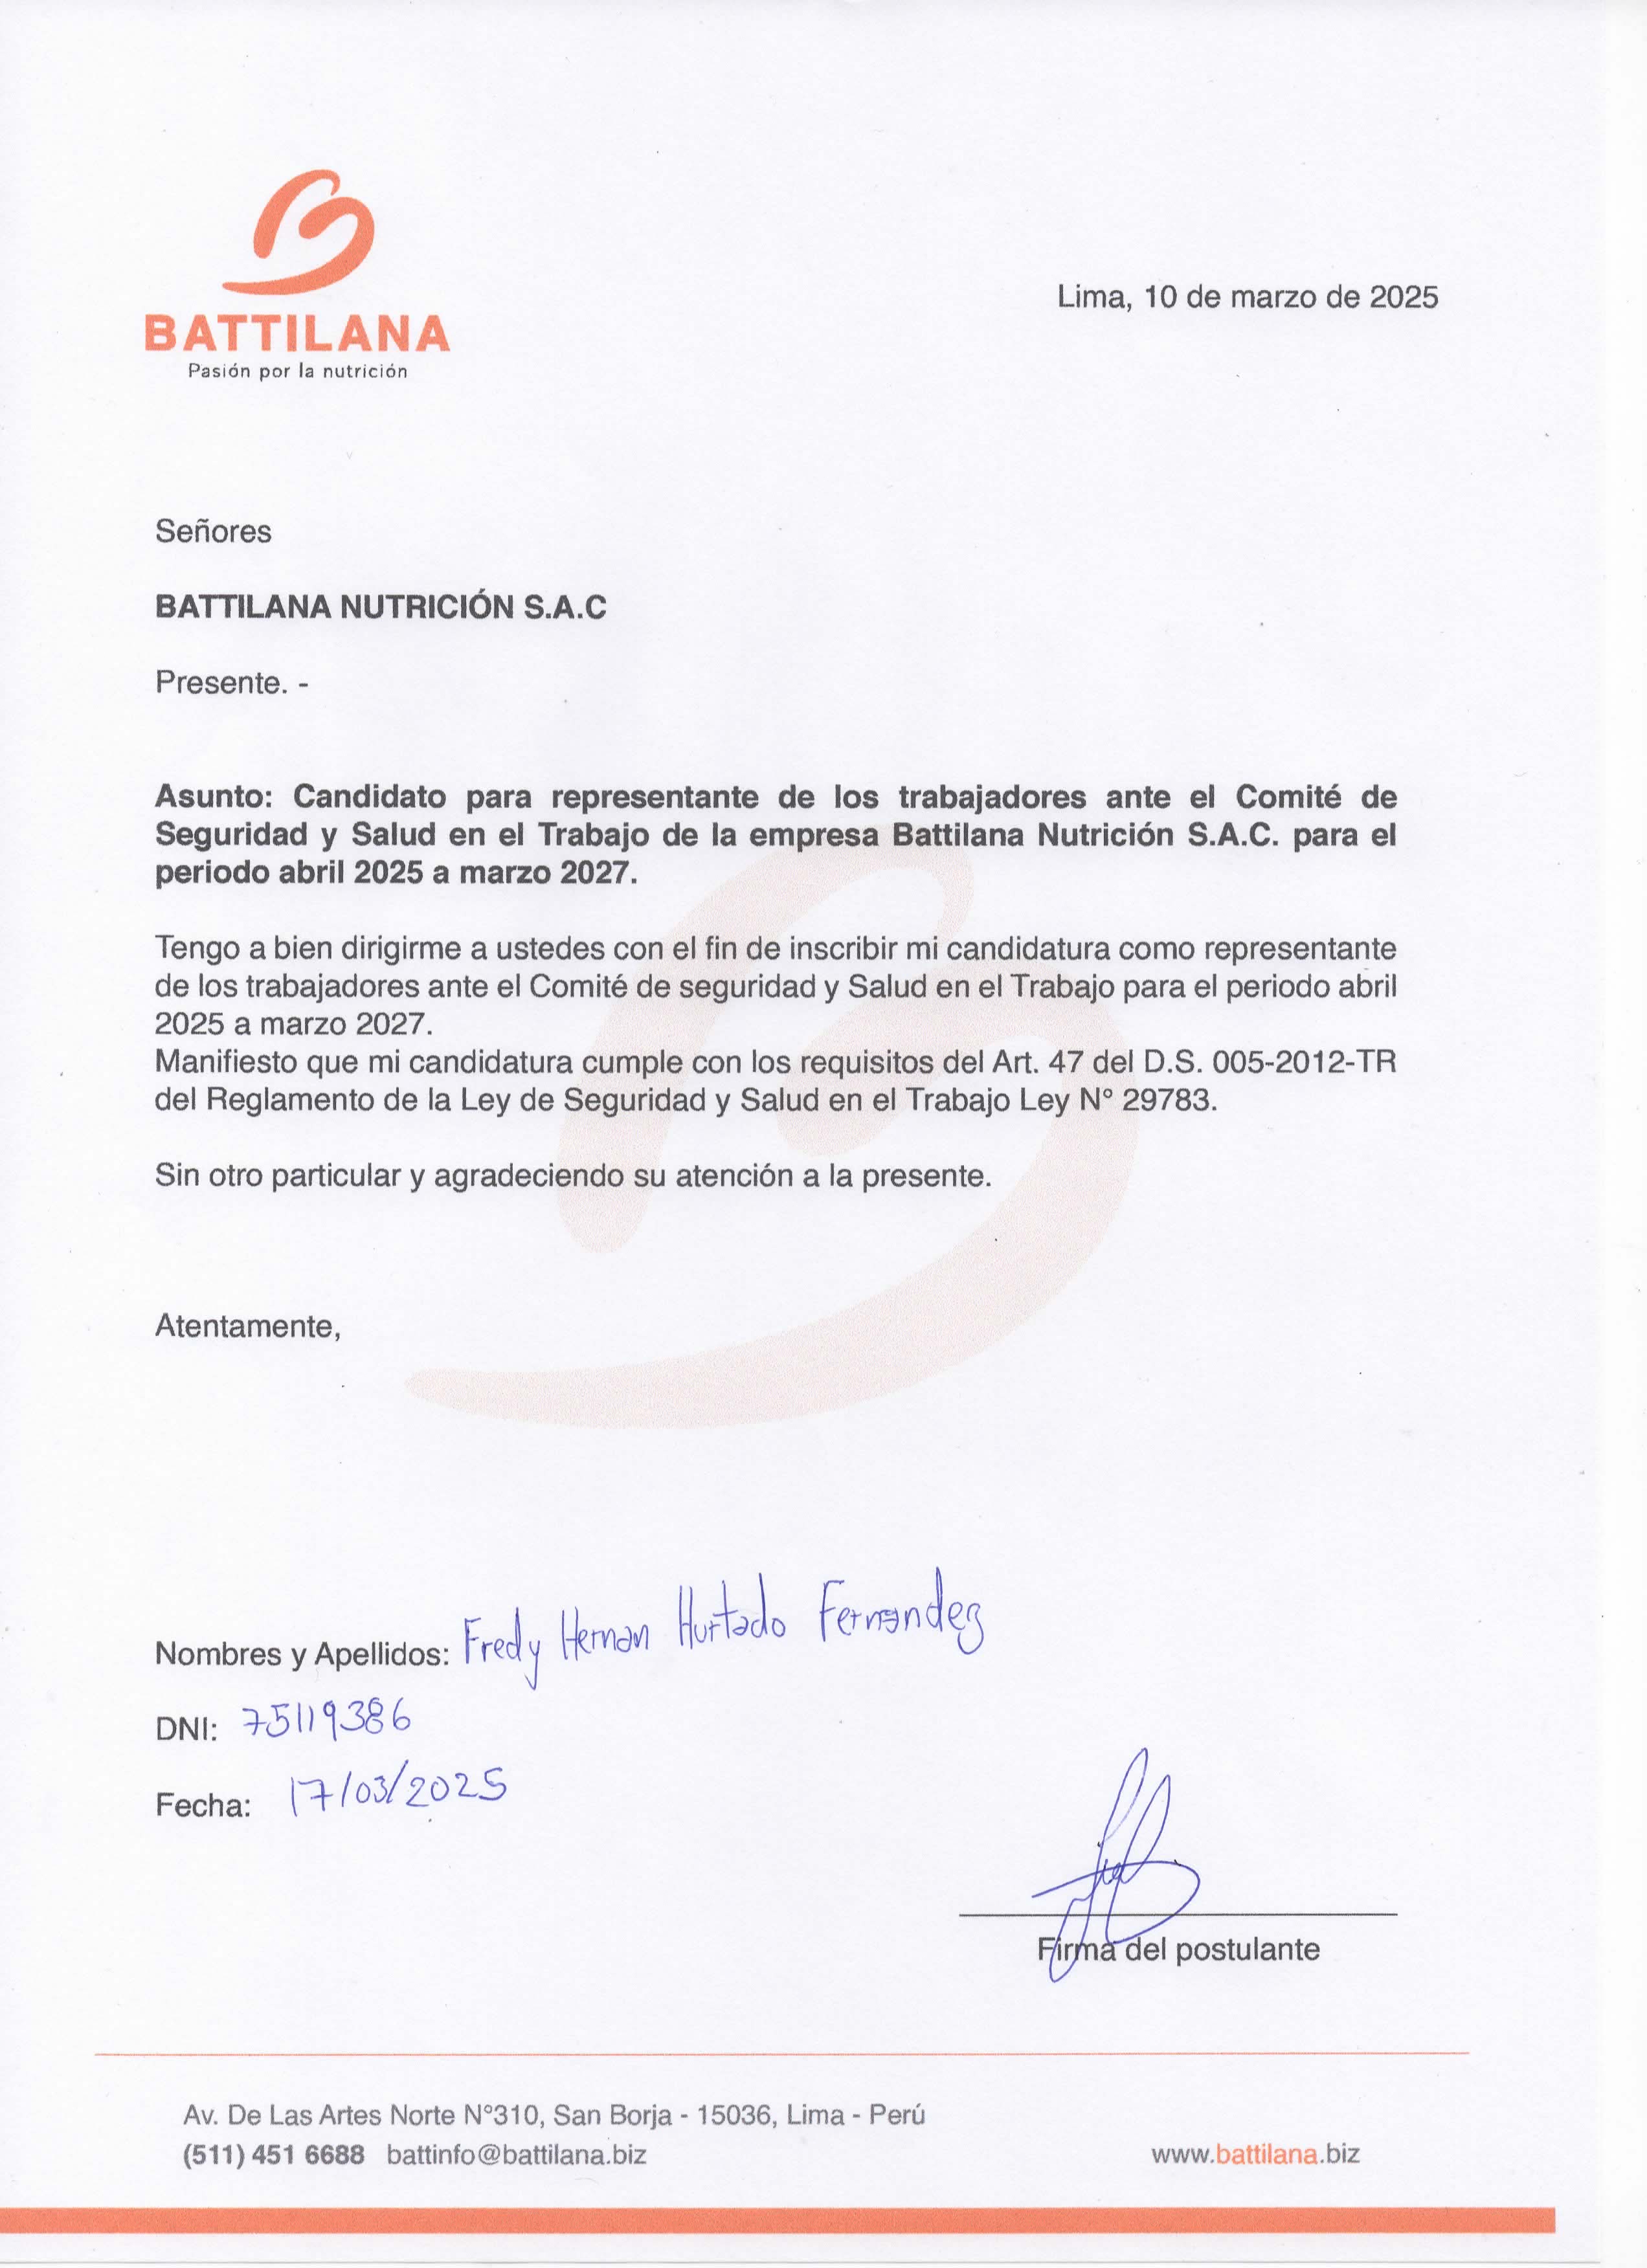 BATTILANA
Pasión por la nutrición
Lima, 10 de marzo de 2025
Señores
BATTILANA NUTRICIÓN S.A.C
Presente. -
Asunto: Candidato para representante de los trabajadores ante el Comité de
Seguridad y Salud en el Trabajo de la empresa Battilana Nutrición S.A.C. para el
periodo abril 2025 a marzo 2027.
Tengo a bien dirigirme a ustedes con el fin de inscribir mi candidatura como representante
de los trabajadores ante el Comité de seguridad y Salud en el Trabajo para el periodo abril
2025 a marzo 2027.
Manifiesto que mi candidatura cumple con los requisitos del Art. 47 del D.S. 005-2012-TR
del Reglamento de la Ley de Seguridad y Salud en el Trabajo Ley N° 29783.
Sin otro particular y agradeciendo su atención a la presente.
Atentamente,
Nombres y Apellidos: Fredy Hernan Hurtado Fernandez
DNI: 75119386
Fecha: 17/03/2025
Firma del postulante
Av. De Las Artes Norte N°310, San Borja - 15036, Lima - Perú
(511) 451 6688 battinfo@battilana.biz
www.battilana.biz